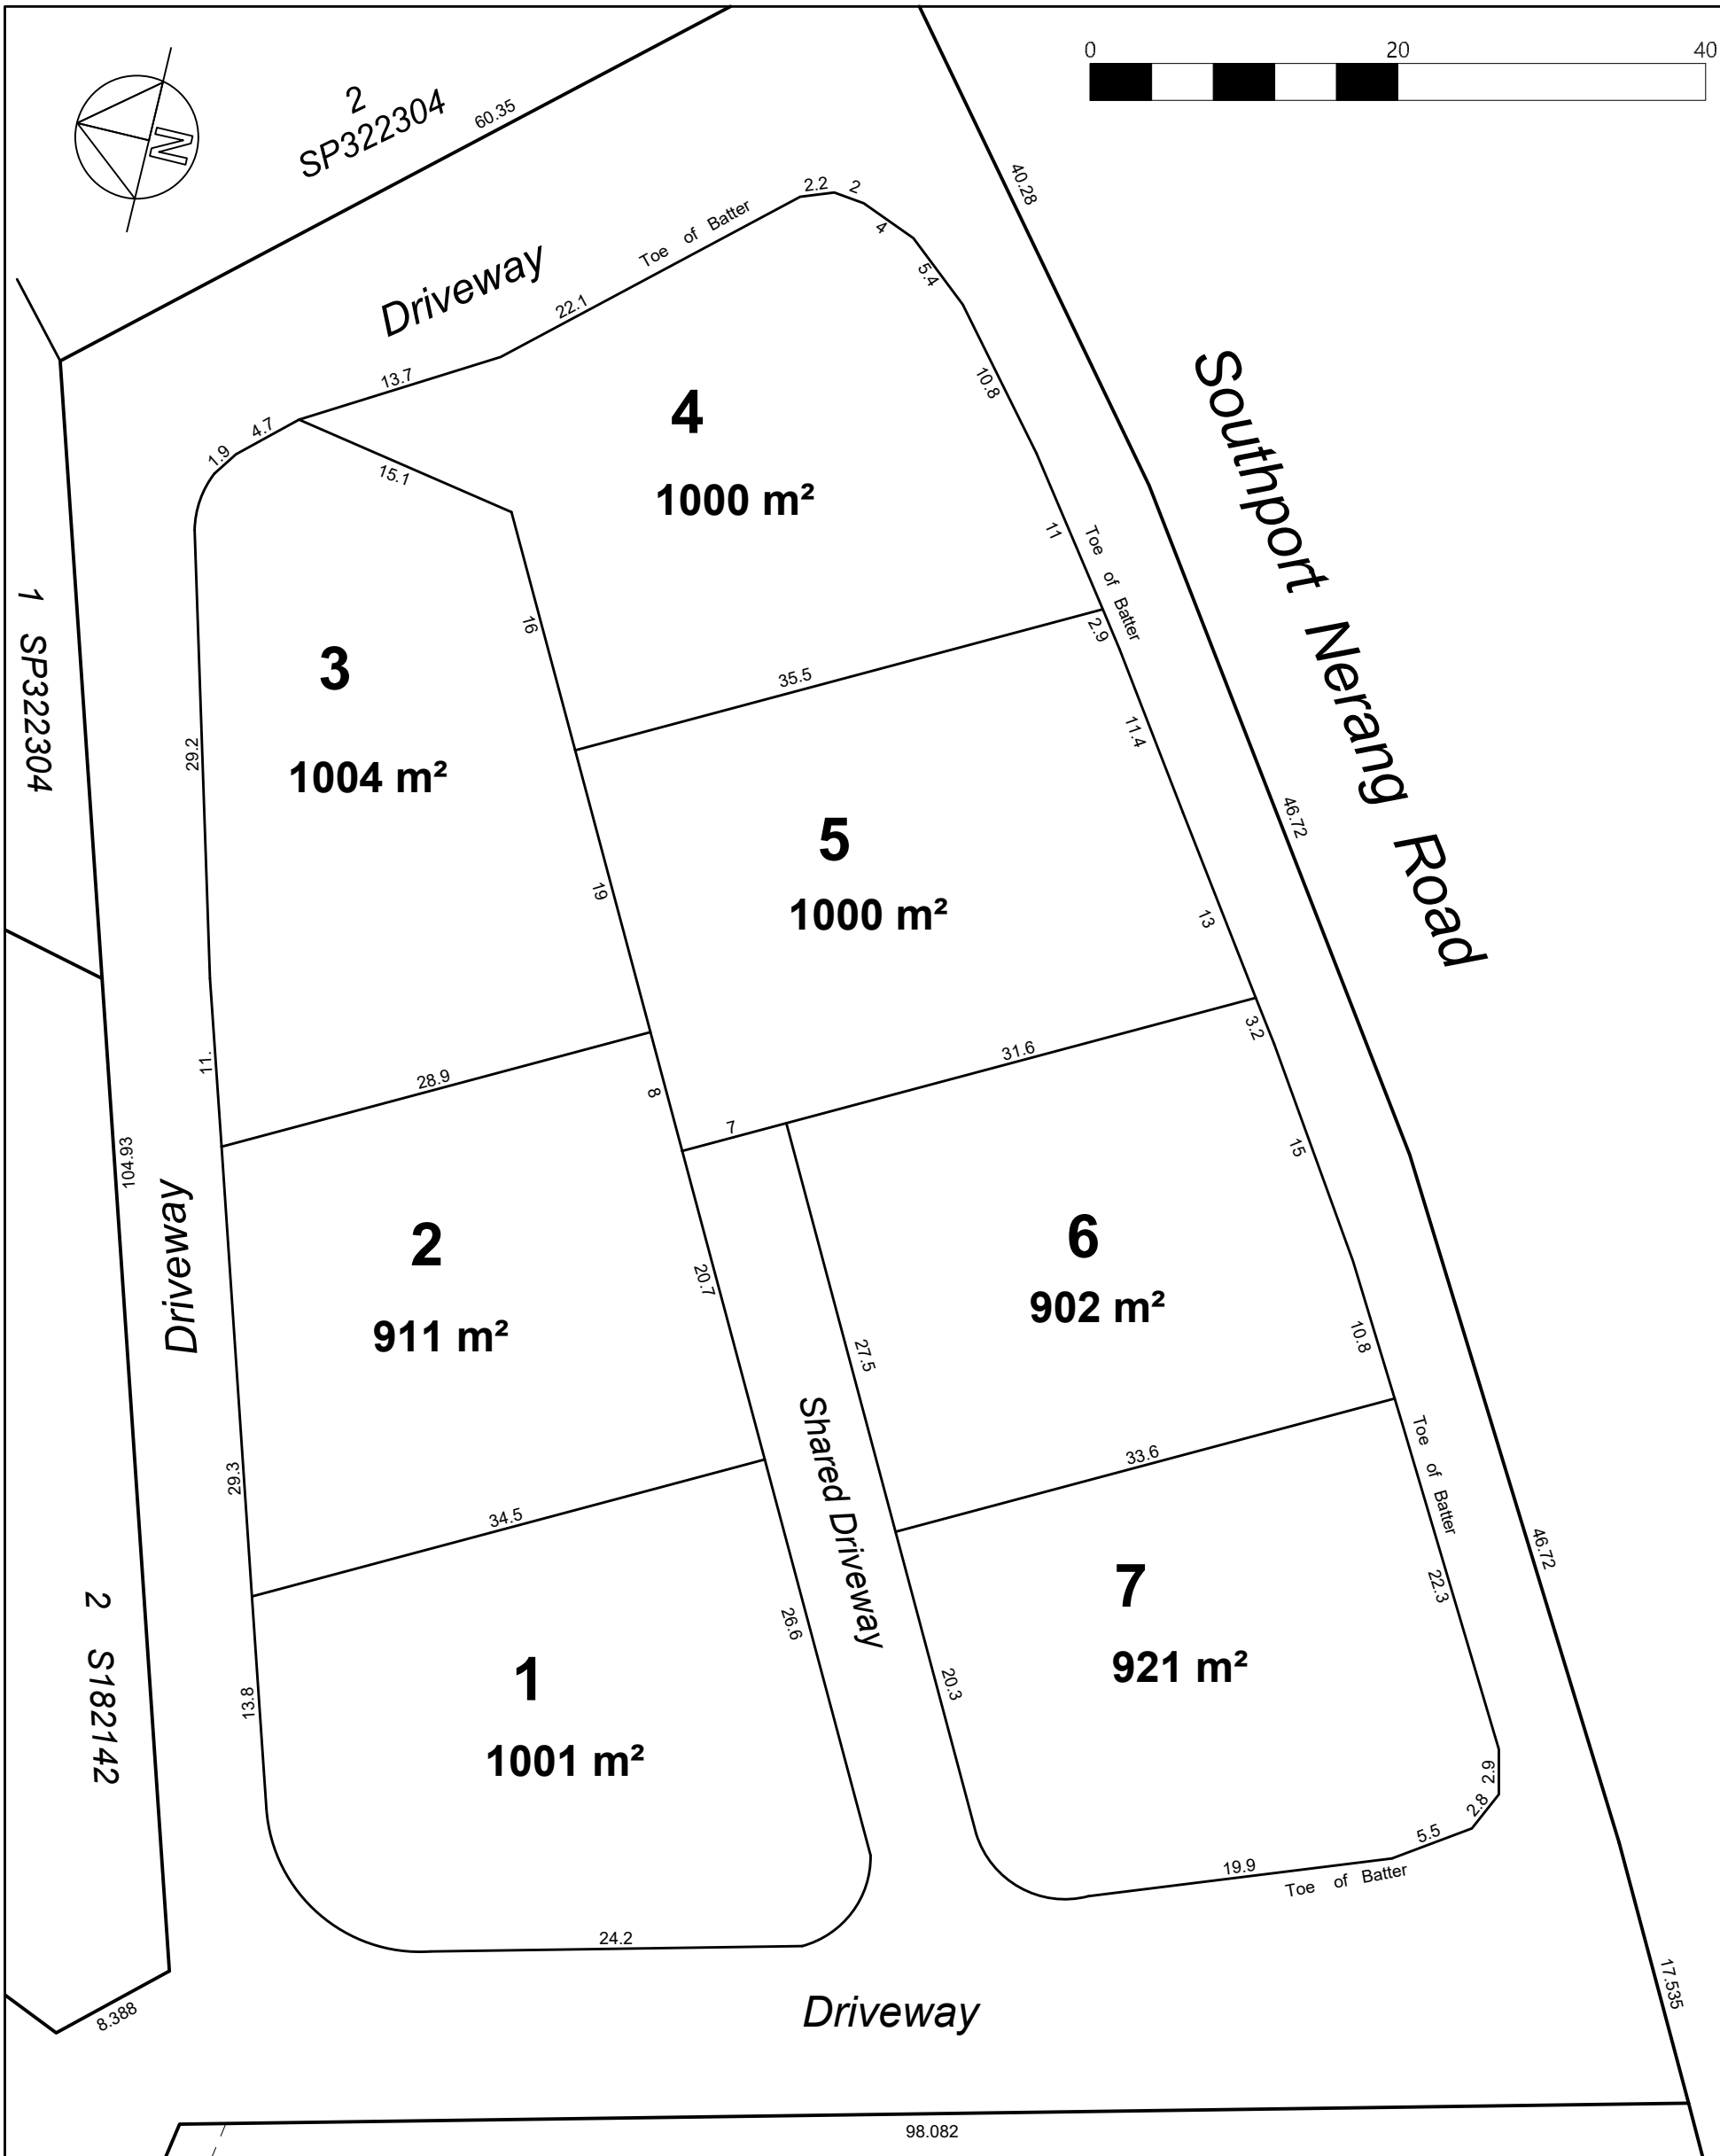 0 20 40
N
2
SP322304
60.35
40.28
2.2
2
4
5.4
Toe of Batter
Driveway
22.1
13.7
4.7
1.9
15.1
10.8
4
1000 m²
11
Toe of Batter
Southport Nerang Road
1 SP322304
16
3
1004 m²
29.2
35.5
2.9
11.4
46.72
5
1000 m²
19
13
11.
28.9
8
7
31.6
3.2
15
104.93
Driveway
2
911 m²
20.7
6
902 m²
27.5
10.8
Shared Driveway
33.6
Toe of Batter
29.3
34.5
46.72
7
921 m²
22.3
26.6
20.3
2 S182142
13.8
1
1001 m²
2.9
2.8
5.5
19.9
Toe of Batter
24.2
17.535
8.388
Driveway
98.082